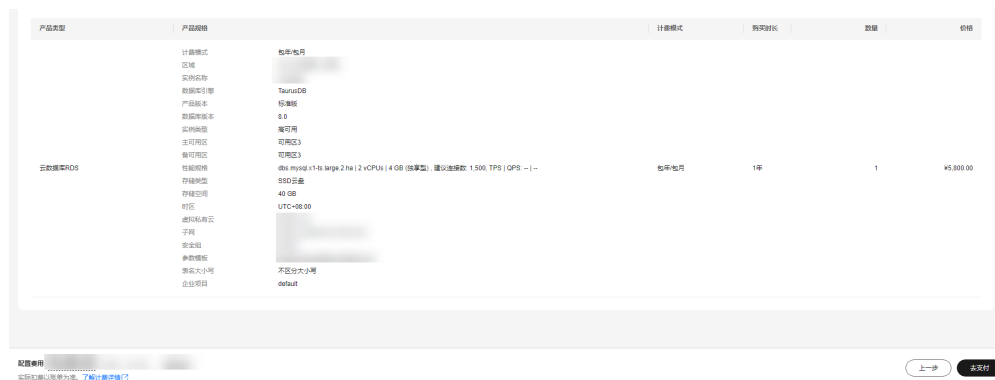 产品类型 产品规格 计费模式 购买时长 数量 价格
计费模式 包年/包月
区域
实例名称
数据库引擎 TaurusDB
产品版本 标准版
数据库版本 8.0
实例类型 高可用
主可用区 可用区3
备可用区 可用区3
云数据库RDS 性能规格 dbs.mysql.x1-ts.large.2.ha | 2 vCPUs | 4 GB (独享型) , 建议连接数: 1,500, TPS | QPS: -- | -- 包年/包月 1年 1 ¥5,800.00
存储类型 SSD云盘
存储空间 40 GB
时区 UTC+08:00
虚拟私有云
子网
安全组
参数模板
表名大小写 不区分大小写
企业项目 default
配置费用
实际扣费以账单为准。了解计费详情
上一步 去支付